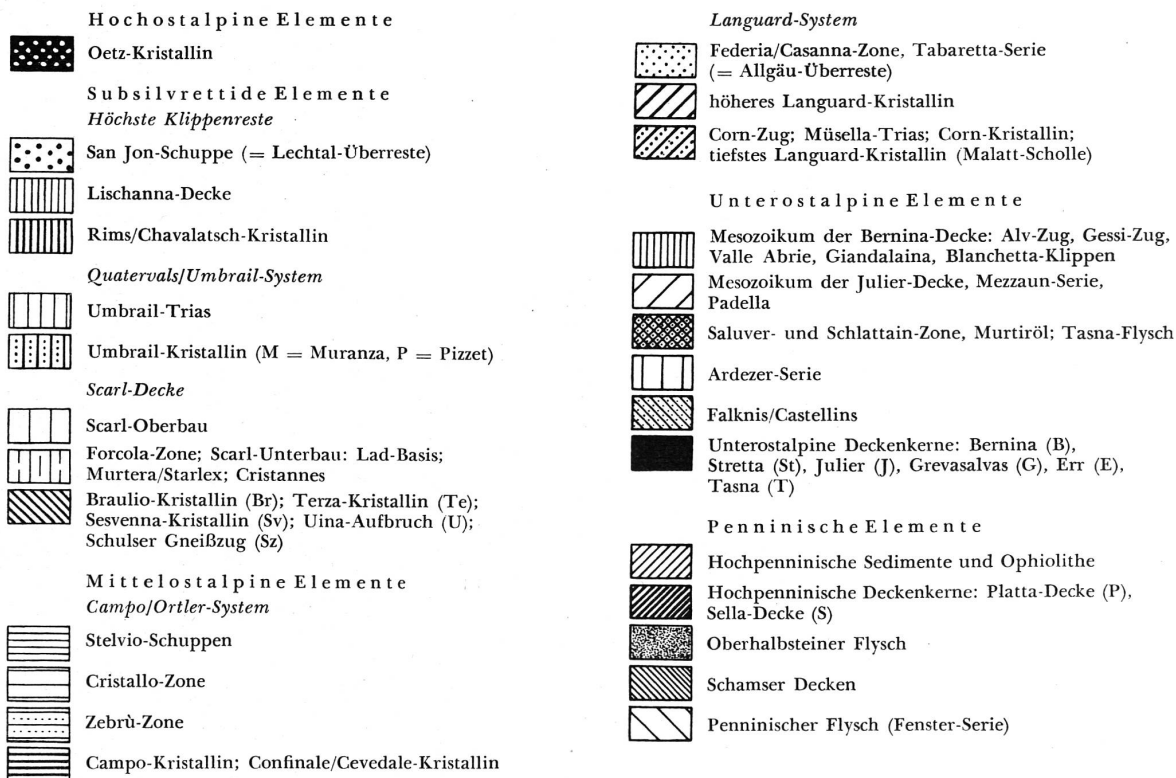 Hochostalpine Elemente
Oetz-Kristallin
Subsilvrettide Elemente
Höchste Klippenreste
San Jon-Schuppe (= Lechtal-Überreste)
Lischanna-Decke
Rims/Chavalatsch-Kristallin
Quatervals/Umbrail-System
Umbrail-Trias
Umbrail-Kristallin (M = Muranza, P = Pizzet)
Scarl-Decke
Scarl-Oberbau
Forcola-Zone; Scarl-Unterbau: Lad-Basis;
Murtera/Starlex; Cristannes
Braulio-Kristallin (Br); Terza-Kristallin (Te);
Sesvenna-Kristallin (Sv); Uina-Aufbruch (U);
Schulser Gneißzug (Sz)
Mittelostalpine Elemente
Campo/Ortler-System
Stelvio-Schuppen
Cristallo-Zone
Zebrù-Zone
Campo-Kristallin; Confinale/Cevedale-Kristallin
Languard-System
Federia/Casanna-Zone, Tabaretta-Serie
(= Allgäu-Überreste)
höheres Languard-Kristallin
Corn-Zug; Müsella-Trias; Corn-Kristallin;
tiefstes Languard-Kristallin (Malatt-Scholle)
Unterostalpine Elemente
Mesozoikum der Bernina-Decke: Alv-Zug, Gessi-Zug,
Valle Abrie, Giandalaina, Blanchetta-Klippen
Mesozoikum der Julier-Decke, Mezzaun-Serie,
Padella
Saluver- und Schlattain-Zone, Murtiröl; Tasna-Flysch
Ardezer-Serie
Falknis/Castellins
Unterostalpine Deckenkerne: Bernina (B),
Stretta (St), Julier (J), Grevasalvas (G), Err (E),
Tasna (T)
Penninische Elemente
Hochpenninische Sedimente und Ophiolithe
Hochpenninische Deckenkerne: Platta-Decke (P),
Sella-Decke (S)
Oberhalbsteiner Flysch
Schamser Decken
Penninischer Flysch (Fenster-Serie)